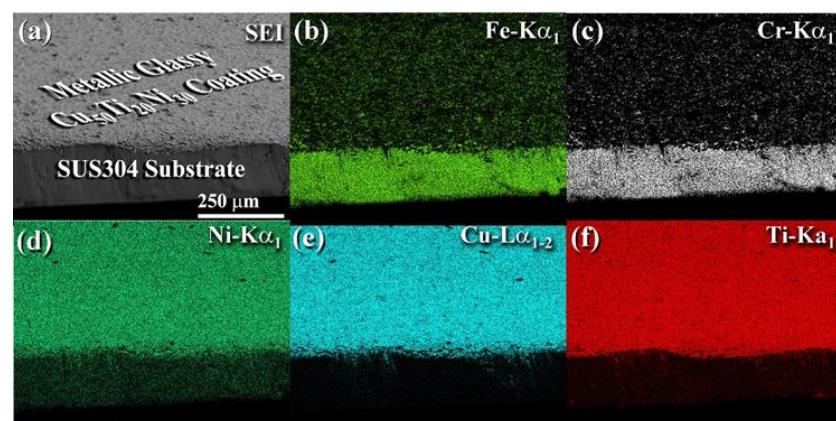 (a) SEI
Metallic Glassy
Cu₅₀Ti₂₀Ni₃₀ Coating
SUS304 Substrate
250 μm
(b) Fe-Kα₁
(c) Cr-Kα₁
(d) Ni-Kα₁
(e) Cu-Lα₁₋₂
(f) Ti-Ka₁